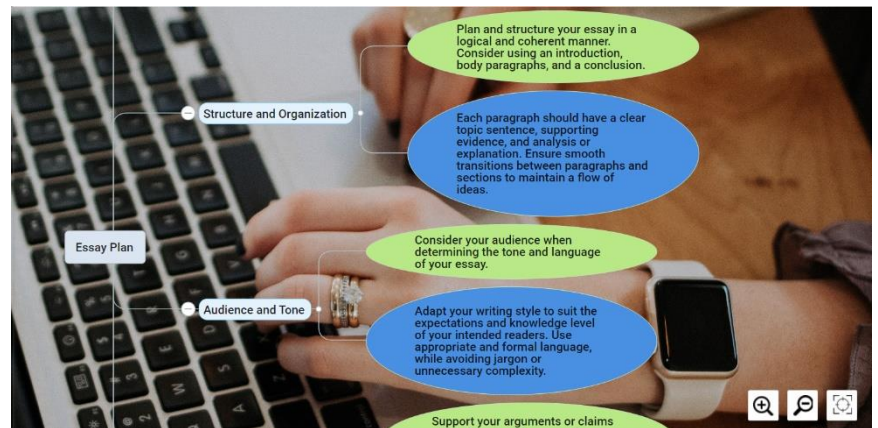 Plan and structure your essay in a
logical and coherent manner.
Consider using an introduction,
body paragraphs, and a conclusion.
Structure and Organization
Each paragraph should have a clear
topic sentence, supporting
evidence, and analysis or
explanation. Ensure smooth
transitions between paragraphs and
sections to maintain a flow of
ideas.
Essay Plan
Consider your audience when
determining the tone and language
of your essay.
Audience and Tone
Adapt your writing style to suit the
expectations and knowledge level
of your intended readers. Use
appropriate and formal language,
while avoiding jargon or
unnecessary complexity.
Support your arguments or claims